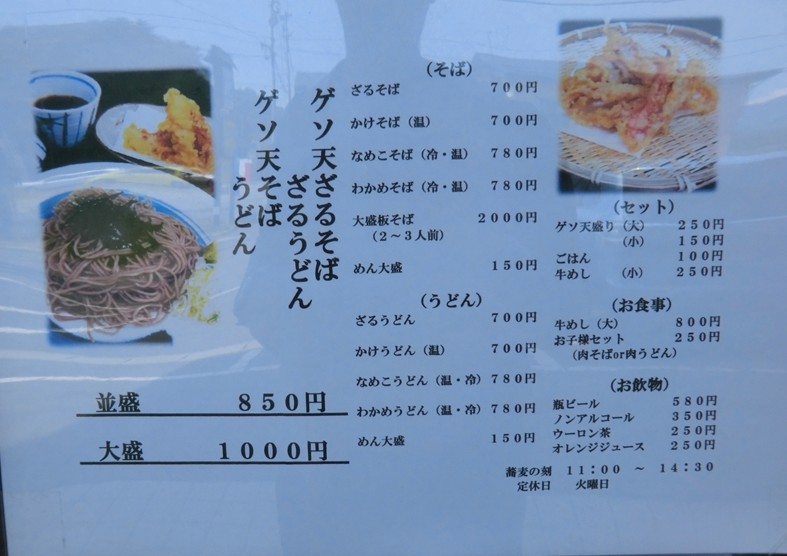 ゲソ天ざるそば
ざるうどん
ゲソ天そば
うどん
並盛 ８５０円
大盛 １０００円
（そば）
ざるそば ７００円
かけそば（温） ７００円
なめこそば（冷・温） ７８０円
わかめそば（冷・温） ７８０円
大盛板そば ２０００円
（２〜３人前）
めん大盛 １５０円
（うどん）
ざるうどん ７００円
かけうどん（温） ７００円
なめこうどん（温・冷） ７８０円
わかめうどん（温・冷） ７８０円
めん大盛 １５０円
（セット）
ゲソ天盛り（大） ２５０円
（小） １５０円
ごはん １００円
牛めし （小） ２５０円
（お食事）
牛めし（大） ８００円
お子様セット ２５０円
（肉そばor肉うどん）
（お飲物）
瓶ビール ５８０円
ノンアルコール ３５０円
ウーロン茶 ２５０円
オレンジジュース ２５０円
蕎麦の刻 １１：００ 〜 １４：３０
定休日 火曜日